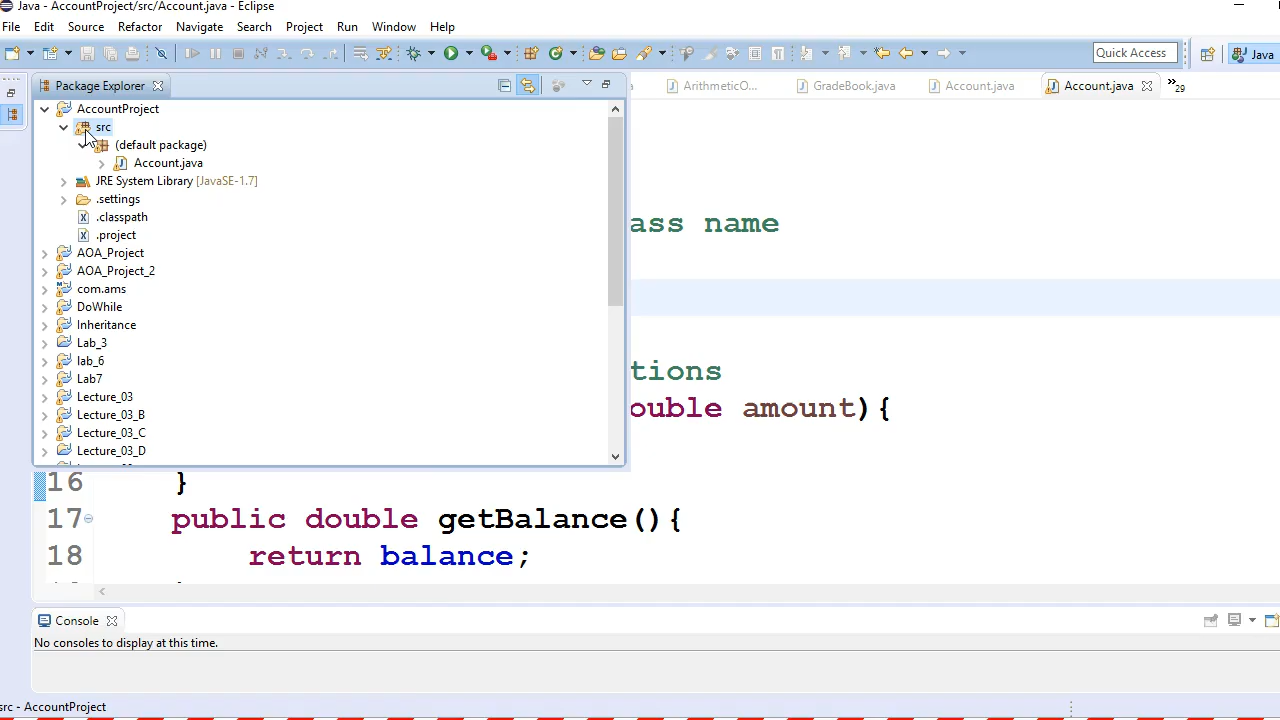 Java - AccountProject/src/Account.java - Eclipse
File Edit Source Refactor Navigate Search Project Run Window Help
Quick Access
Java
Package Explorer
ArithmeticO...
GradeBook.java
Account.java
Account.java
29
AccountProject
src
(default package)
Account.java
JRE System Library [JavaSE-1.7]
.settings
.classpath
.project
AOA_Project
AOA_Project_2
com.ams
DoWhile
Inheritance
Lab_3
lab_6
Lab7
Lecture_03
Lecture_03_B
Lecture_03_C
Lecture_03_D
ass name
tions
ouble amount){
16 }
17 public double getBalance(){
18 return balance;
Console
No consoles to display at this time.
src - AccountProject